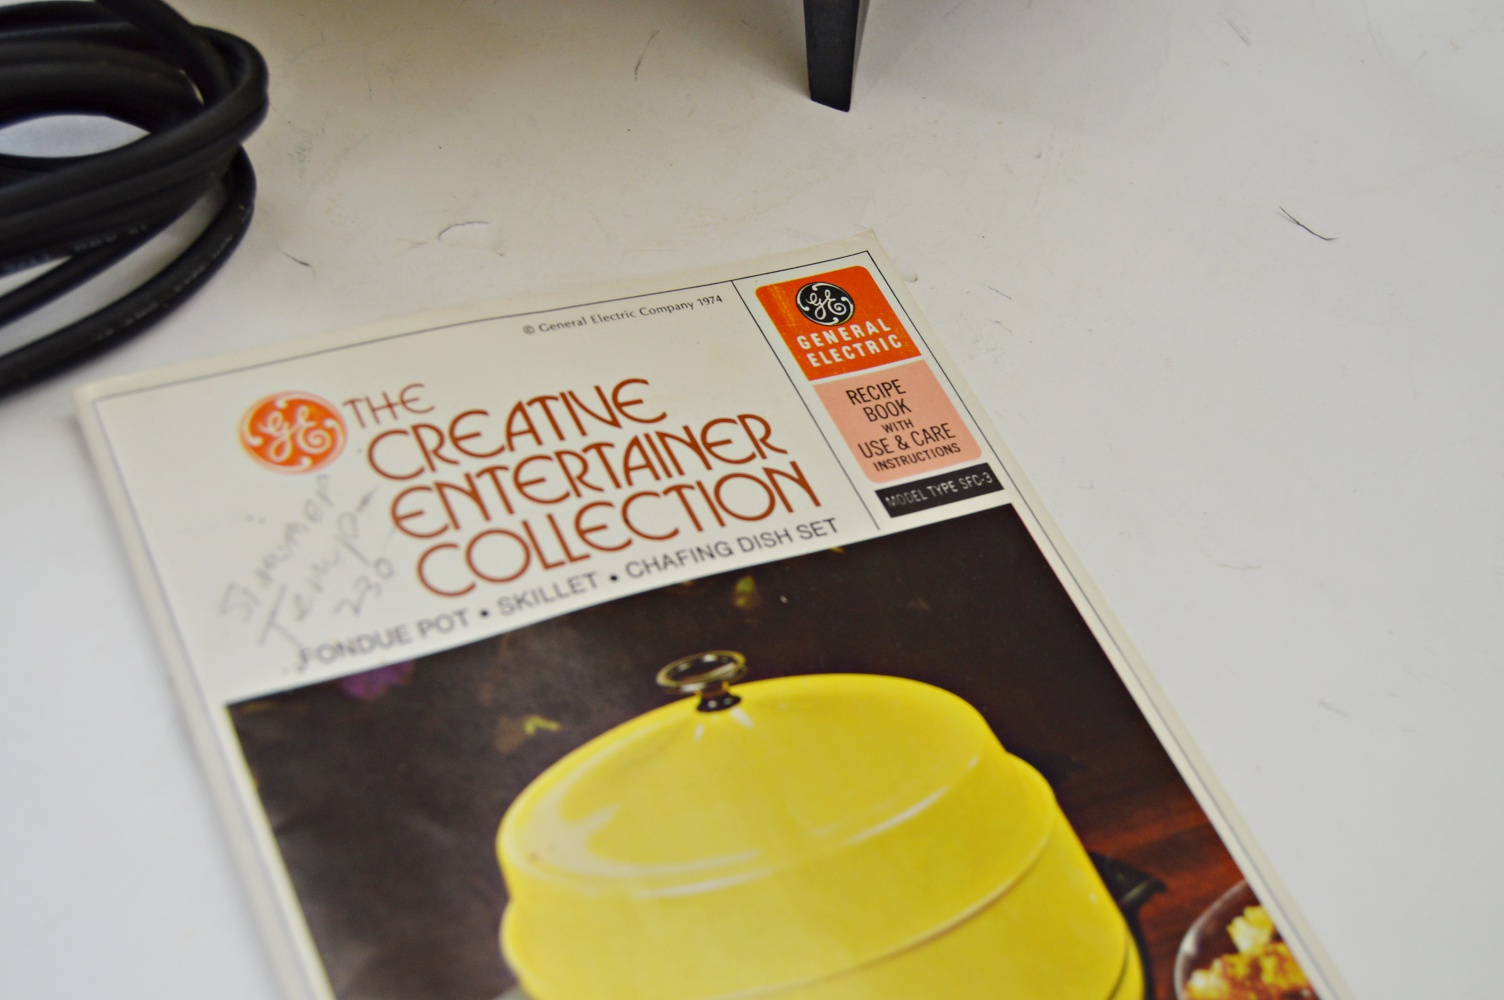 © General Electric Company 1974
GE
GENERAL
ELECTRIC
RECIPE
BOOK
WITH
USE & CARE
INSTRUCTIONS
MODEL TYPE SFC-3
GE
THE
CREATIVE
ENTERTAINER
COLLECTION
FONDUE POT • SKILLET • CHAFING DISH SET
Simmer
Temp-
230